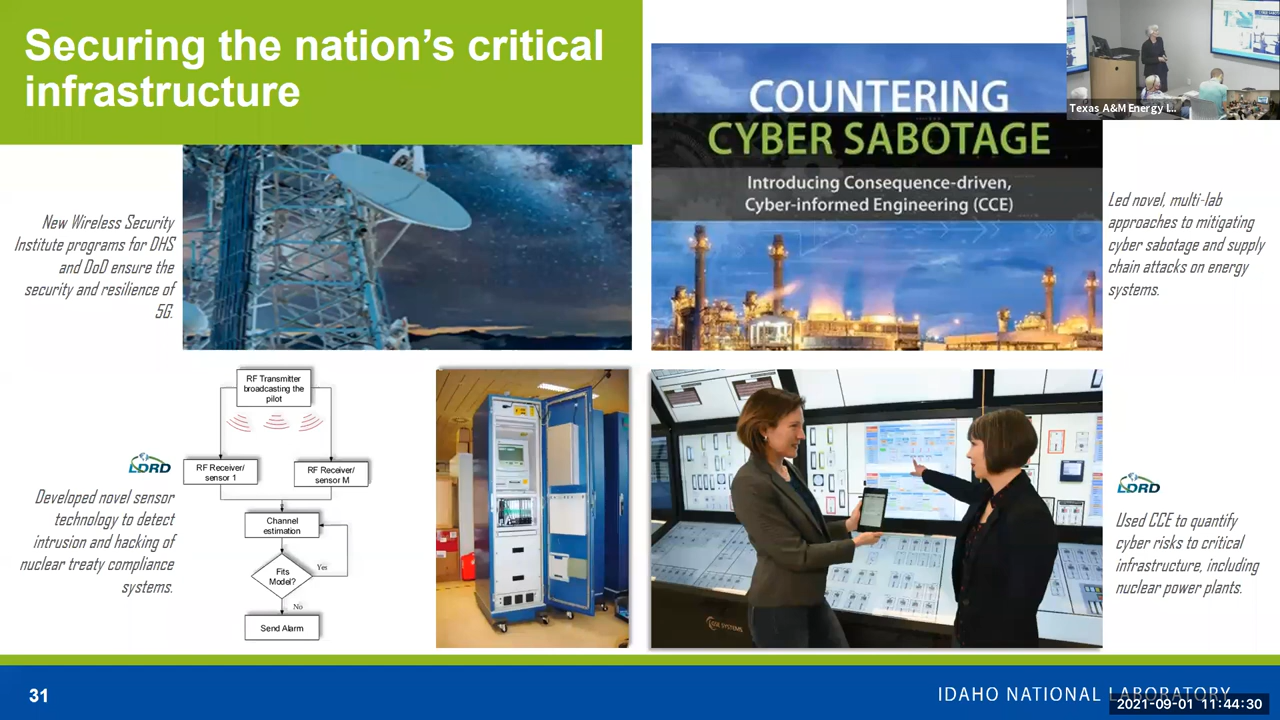 Securing the nation's critical
infrastructure
COUNTERING
CYBER SABOTAGE
Introducing Consequence-driven,
Cyber-informed Engineering (CCE)
Texas A&M Energy I...
New Wireless Security
Institute programs for DHS
and DoD ensure the
security and resilience of
5G.
Led novel, multi-lab
approaches to mitigating
cyber sabotage and supply
chain attacks on energy
systems.
RF Transmitter
broadcasting the
pilot
RF Receiver/
sensor 1
RF Receiver/
sensor M
Channel
estimation
Fits
Model?
Yes
No
Send Alarm
LDRD
Developed novel sensor
technology to detect
intrusion and hacking of
nuclear treaty compliance
systems.
LDRD
Used CCE to quantify
cyber risks to critical
infrastructure, including
nuclear power plants.
31
IDAHO NATIONAL LABORATORY
2021-09-01 11:44:30